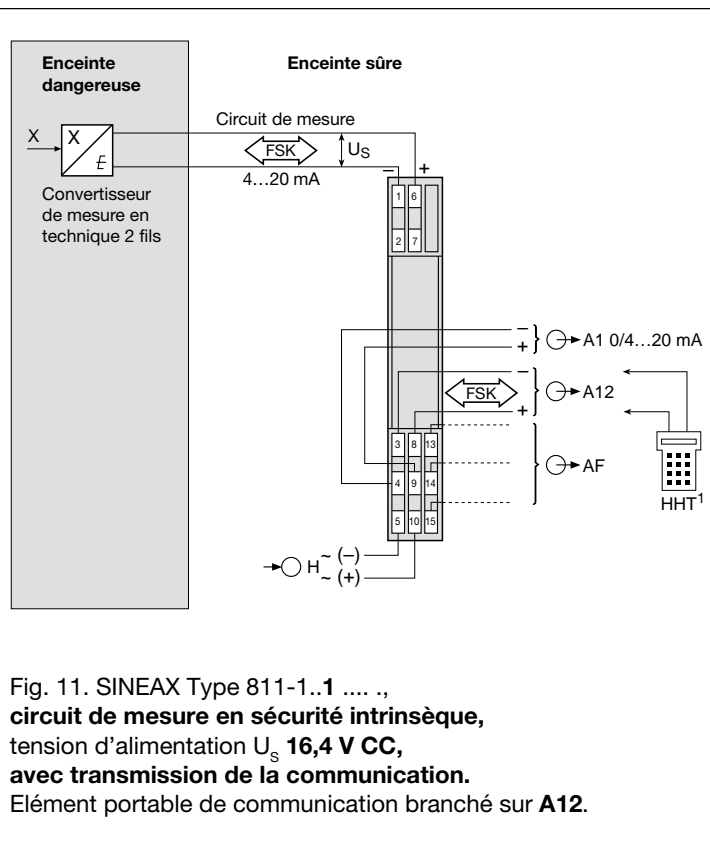 Enceinte
dangereuse
Enceinte sûre
Circuit de mesure
X
X
E
FSK
U_S
4…20 mA
– +
Convertisseur
de mesure en
technique 2 fils
1 6
2 7
–
+
A1 0/4…20 mA
–
FSK
A12
+
3 8 13
4 9 14
AF
5 10 15
HHT¹
H ~ (–)
~ (+)
Fig. 11. SINEAX Type 811-1..1 .... .,
circuit de mesure en sécurité intrinsèque,
tension d’alimentation U_S 16,4 V CC,
avec transmission de la communication.
Elément portable de communication branché sur A12.